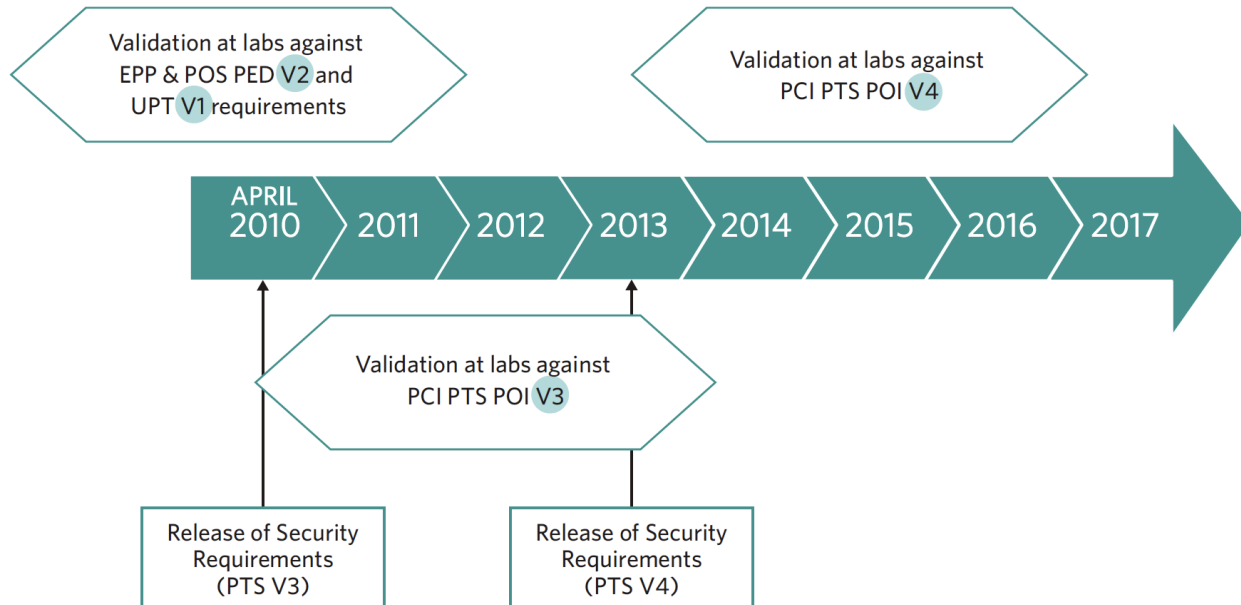 Validation at labs against
EPP & POS PED V2 and
UPT V1 requirements
Validation at labs against
PCI PTS POI V4
APRIL
2010
2011
2012
2013
2014
2015
2016
2017
Validation at labs against
PCI PTS POI V3
Release of Security
Requirements
(PTS V3)
Release of Security
Requirements
(PTS V4)